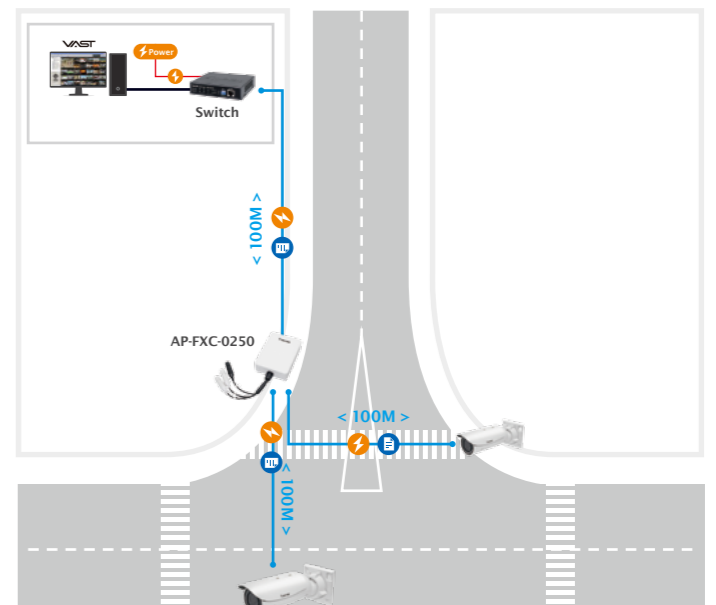 VAST
Power
Switch
< 100M >
AP-FXC-0250
< 100M >
< 100M >